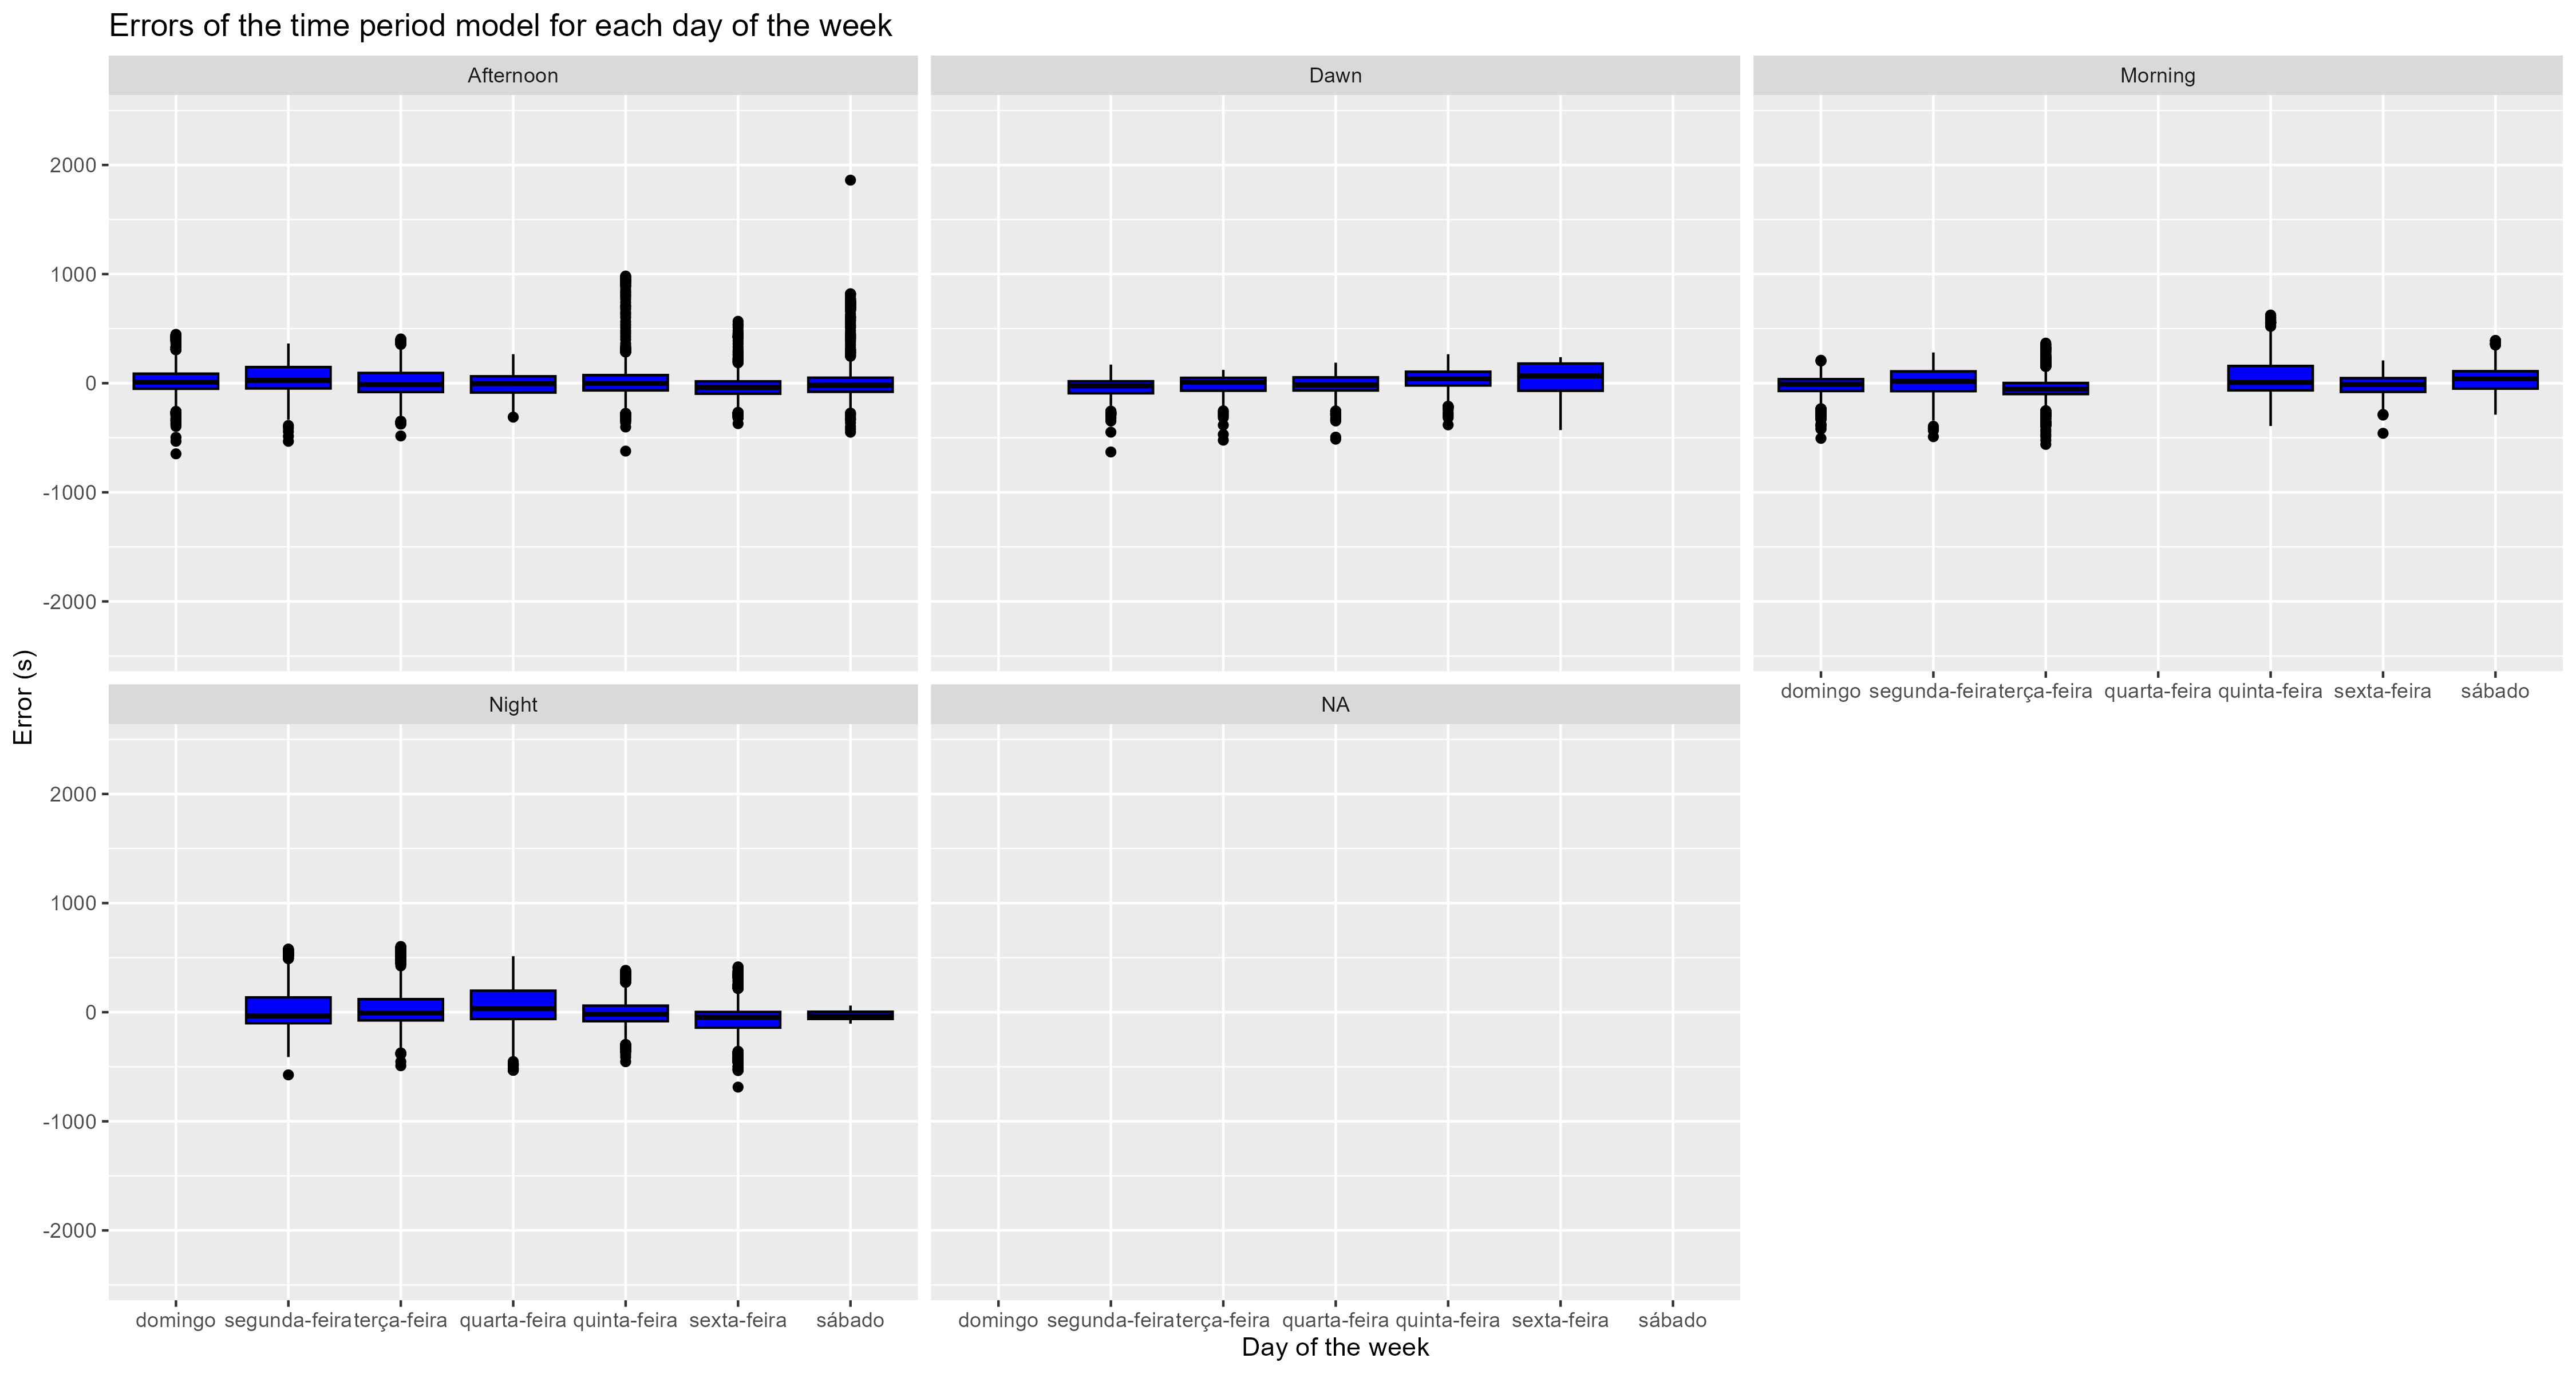 Errors of the time period model for each day of the week
Afternoon
Dawn
Morning
2000
1000
0
-1000
-2000
domingo segunda-feira terça-feira quarta-feira quinta-feira sexta-feira sábado
Night
NA
2000
1000
0
-1000
-2000
domingo segunda-feira terça-feira quarta-feira quinta-feira sexta-feira sábado
domingo segunda-feira terça-feira quarta-feira quinta-feira sexta-feira sábado
Day of the week
Error (s)